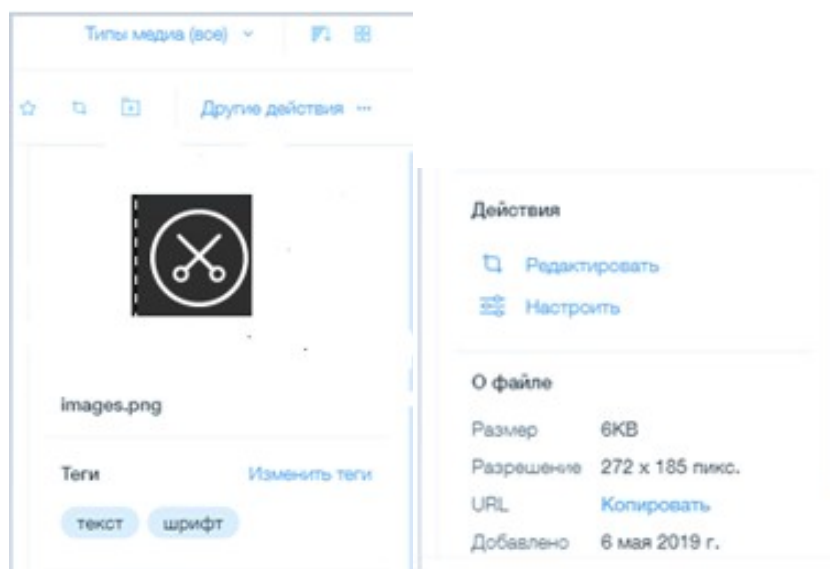 Типы медиа (все)
Другие действия ...
images.png
Теги Изменить теги
текст шрифт
Действия
Редактировать
Настроить
О файле
Размер 6KB
Разрешение 272 x 185 пикс.
URL Копировать
Добавлено 6 мая 2019 г.